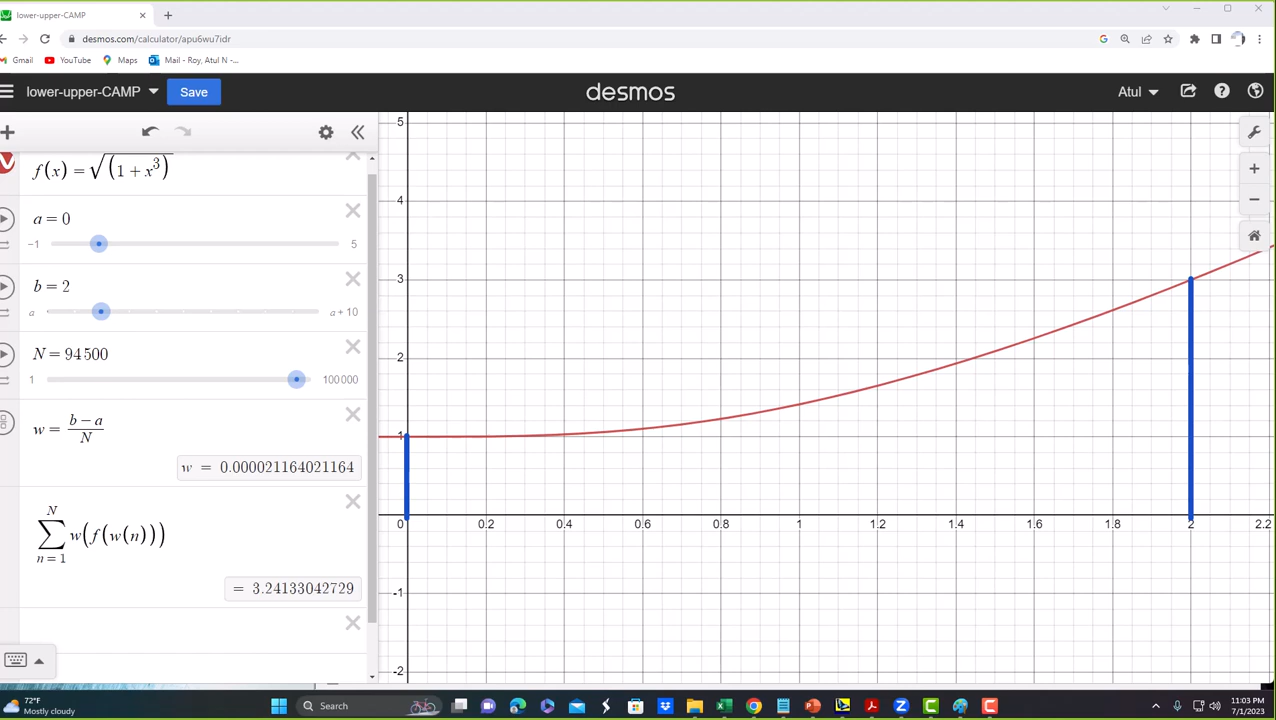 lower-upper-CAMP
desmos.com/calculator/apu6wu7idr
Gmail YouTube Maps Mail - Roy, Atul N -...
lower-upper-CAMP Save desmos Atul
f(x) = √(1 + x³)
a = 0
−1 5
b = 2
a a + 10
N = 94500
1 100000
w = (b − a)/N
w = 0.000021164021164
N
∑ w(f(w(n)))
n = 1
= 3.24133042729
5
4
3
2
1
0 0.2 0.4 0.6 0.8 1 1.2 1.4 1.6 1.8 2 2.2
-1
-2
72°F
Mostly cloudy
Search
11:03 PM
7/1/2023